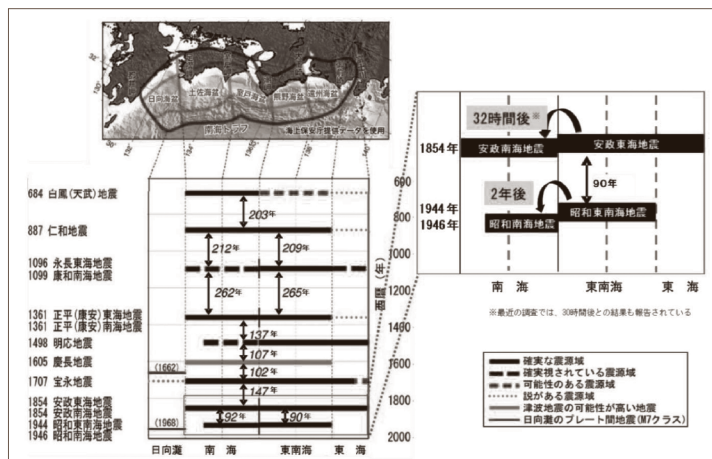 土佐海盆
日向海盆
室戸海盆
熊野海盆
遠州海盆
南海トラフ
海上保安庁提供データを使用
684 白鳳(天武)地震
887 仁和地震
1096 永長東海地震
1099 康和南海地震
1361 正平(康安)東海地震
1361 正平(康安)南海地震
1498 明応地震
1605 慶長地震
1707 宝永地震
1854 安政東海地震
1854 安政南海地震
1944 昭和東南海地震
1946 昭和南海地震
203年
212年
209年
262年
265年
137年
107年
(1662)
102年
147年
92年
90年
(1968)
日向灘
南 海
東南海
東 海
600
800
1000
1200
1400
1600
1800
2000
西暦(年)
32時間後※
1854年
安政南海地震
安政東海地震
90年
2年後
1944年
1946年
昭和東南海地震
昭和南海地震
南 海
東南海
東 海
※最近の調査では、30時間後との結果も報告されている
確実な震源域
確実視されている震源域
可能性のある震源域
説がある震源域
津波地震の可能性が高い地震
日向灘のプレート間地震(M7クラス)